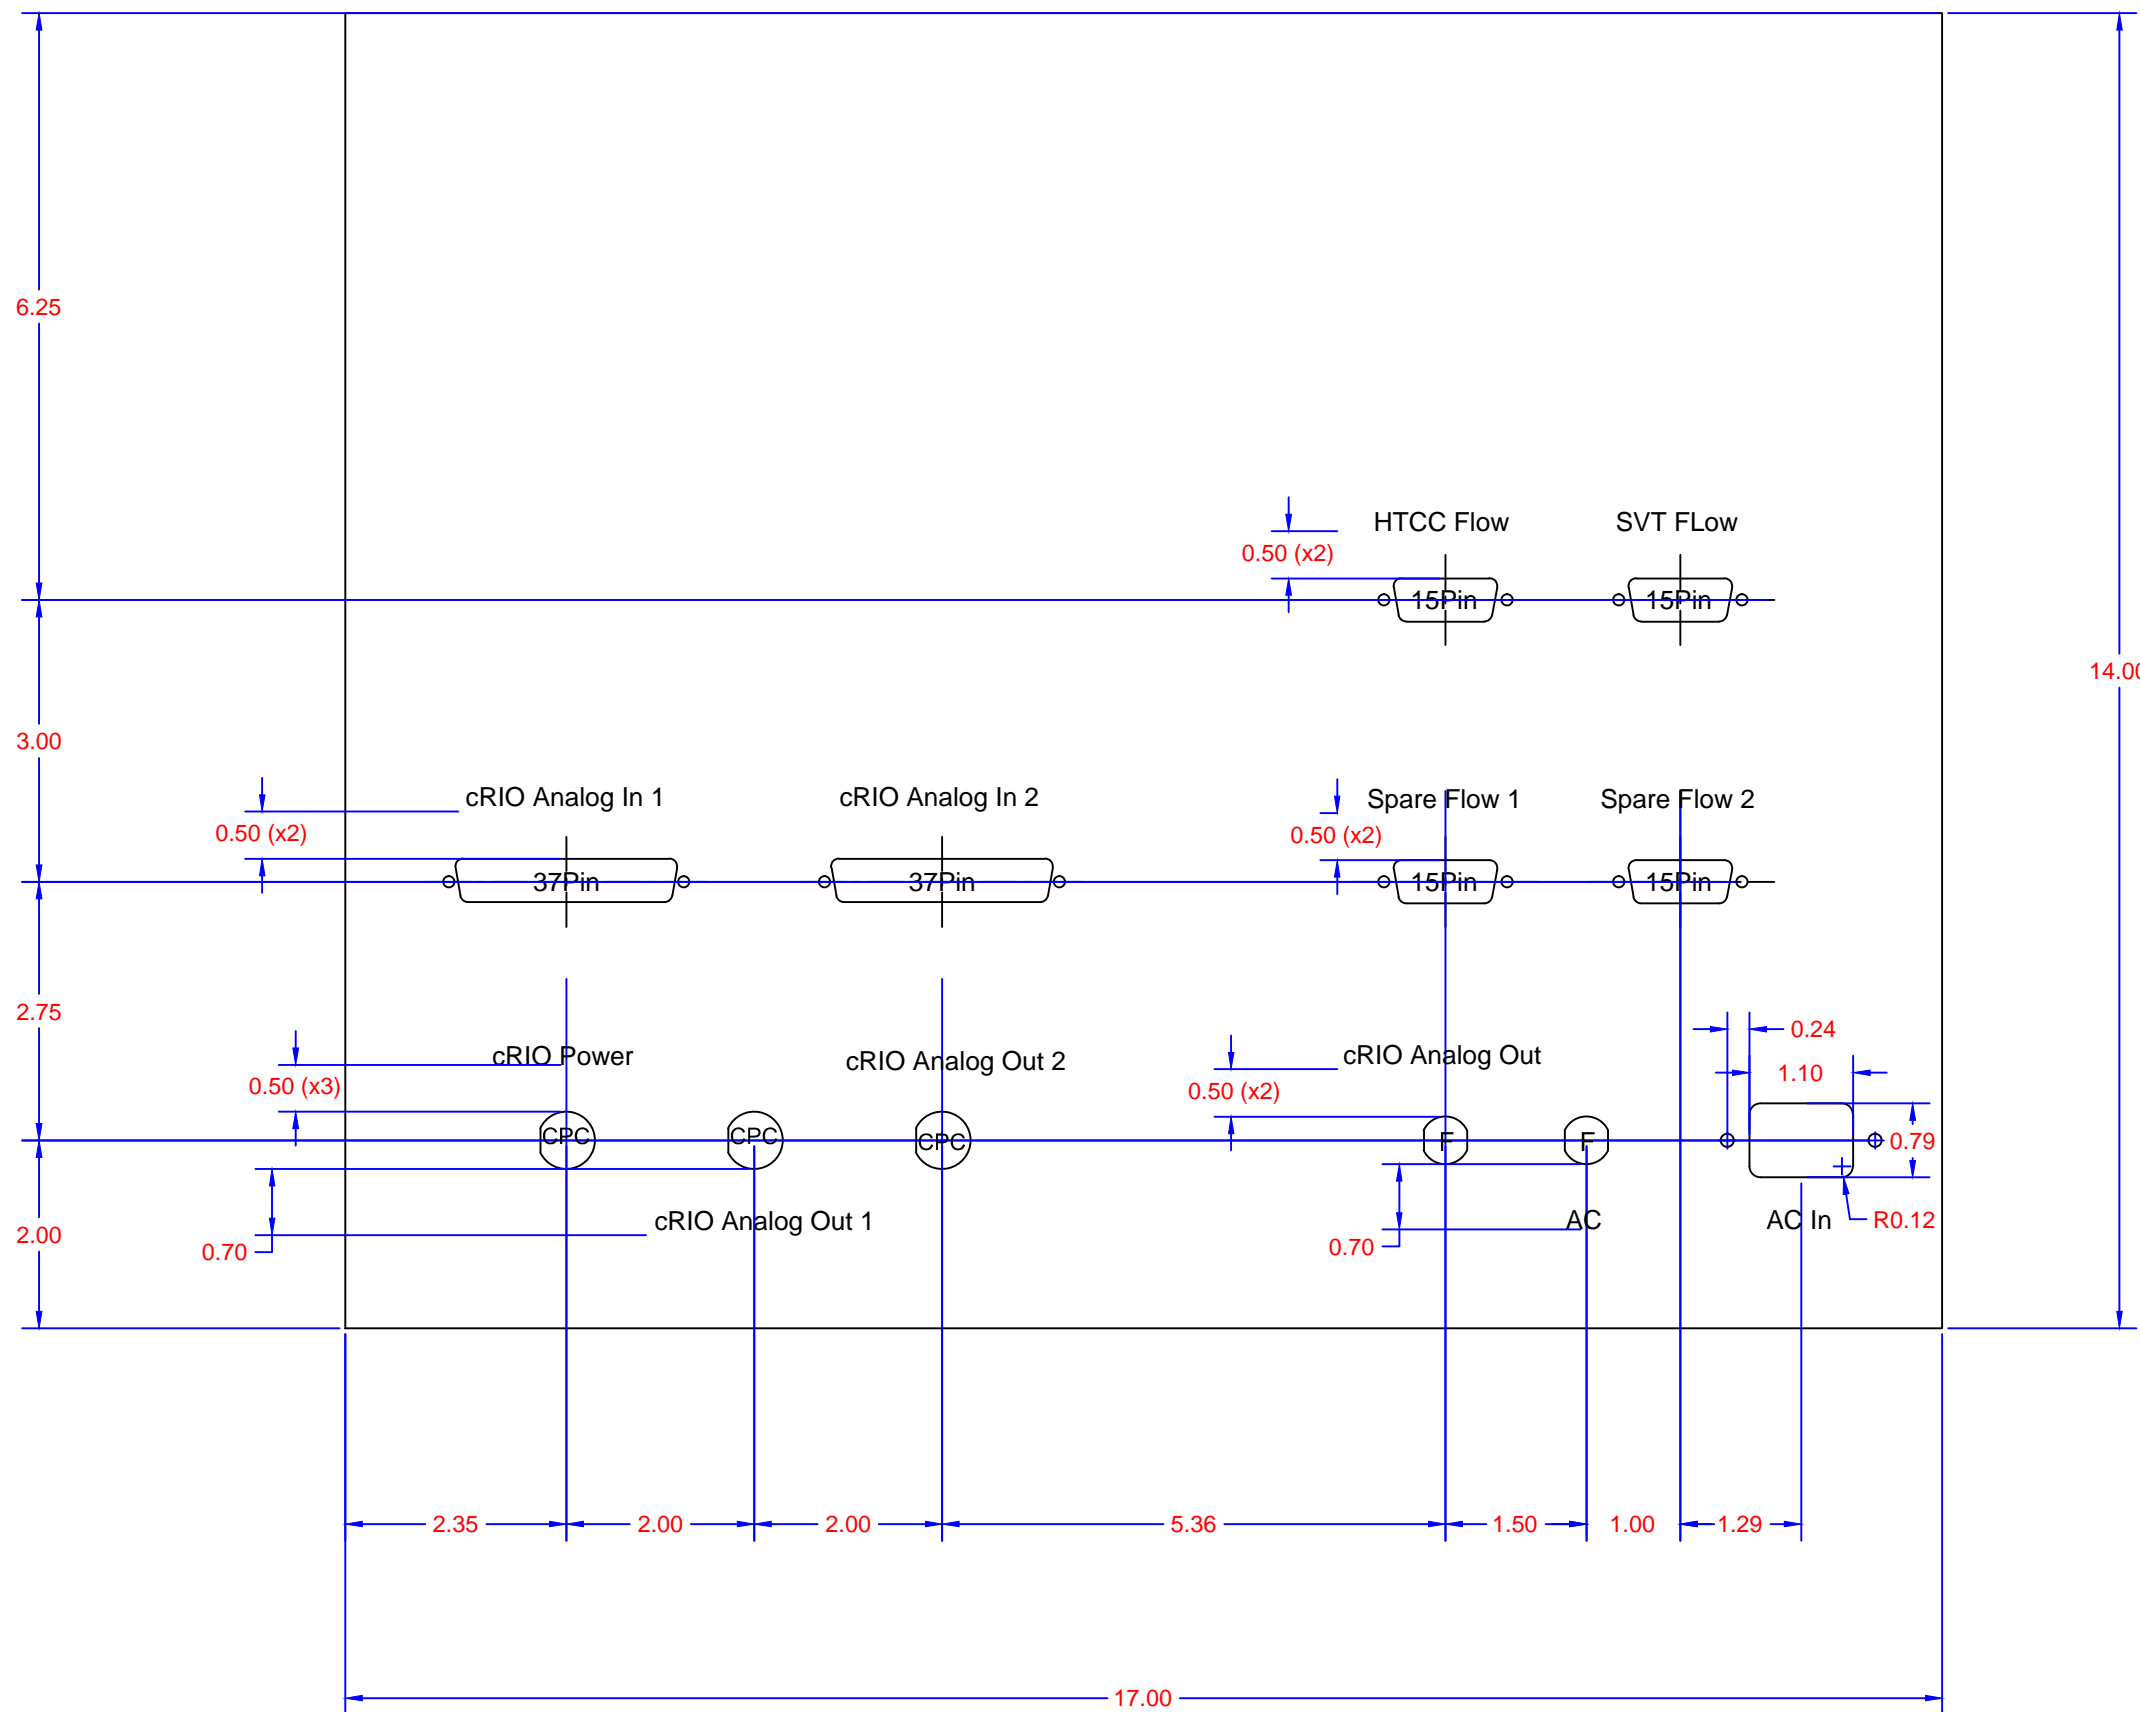 6.25
HTCC Flow SVT FLow
0.50 (x2)
15Pin 15Pin
14.00
3.00
cRIO Analog In 1 cRIO Analog In 2 Spare Flow 1 Spare Flow 2
0.50 (x2) 0.50 (x2)
37Pin 37Pin 15Pin 15Pin
2.75
0.24
cRIO Power cRIO Analog Out 2 cRIO Analog Out
1.10
0.50 (x3) 0.50 (x2)
CPC CPC CPC F F 0.79
cRIO Analog Out 1 AC AC In R0.12
2.00
0.70 0.70
2.35 2.00 2.00 5.36 1.50 1.00 1.29
17.00